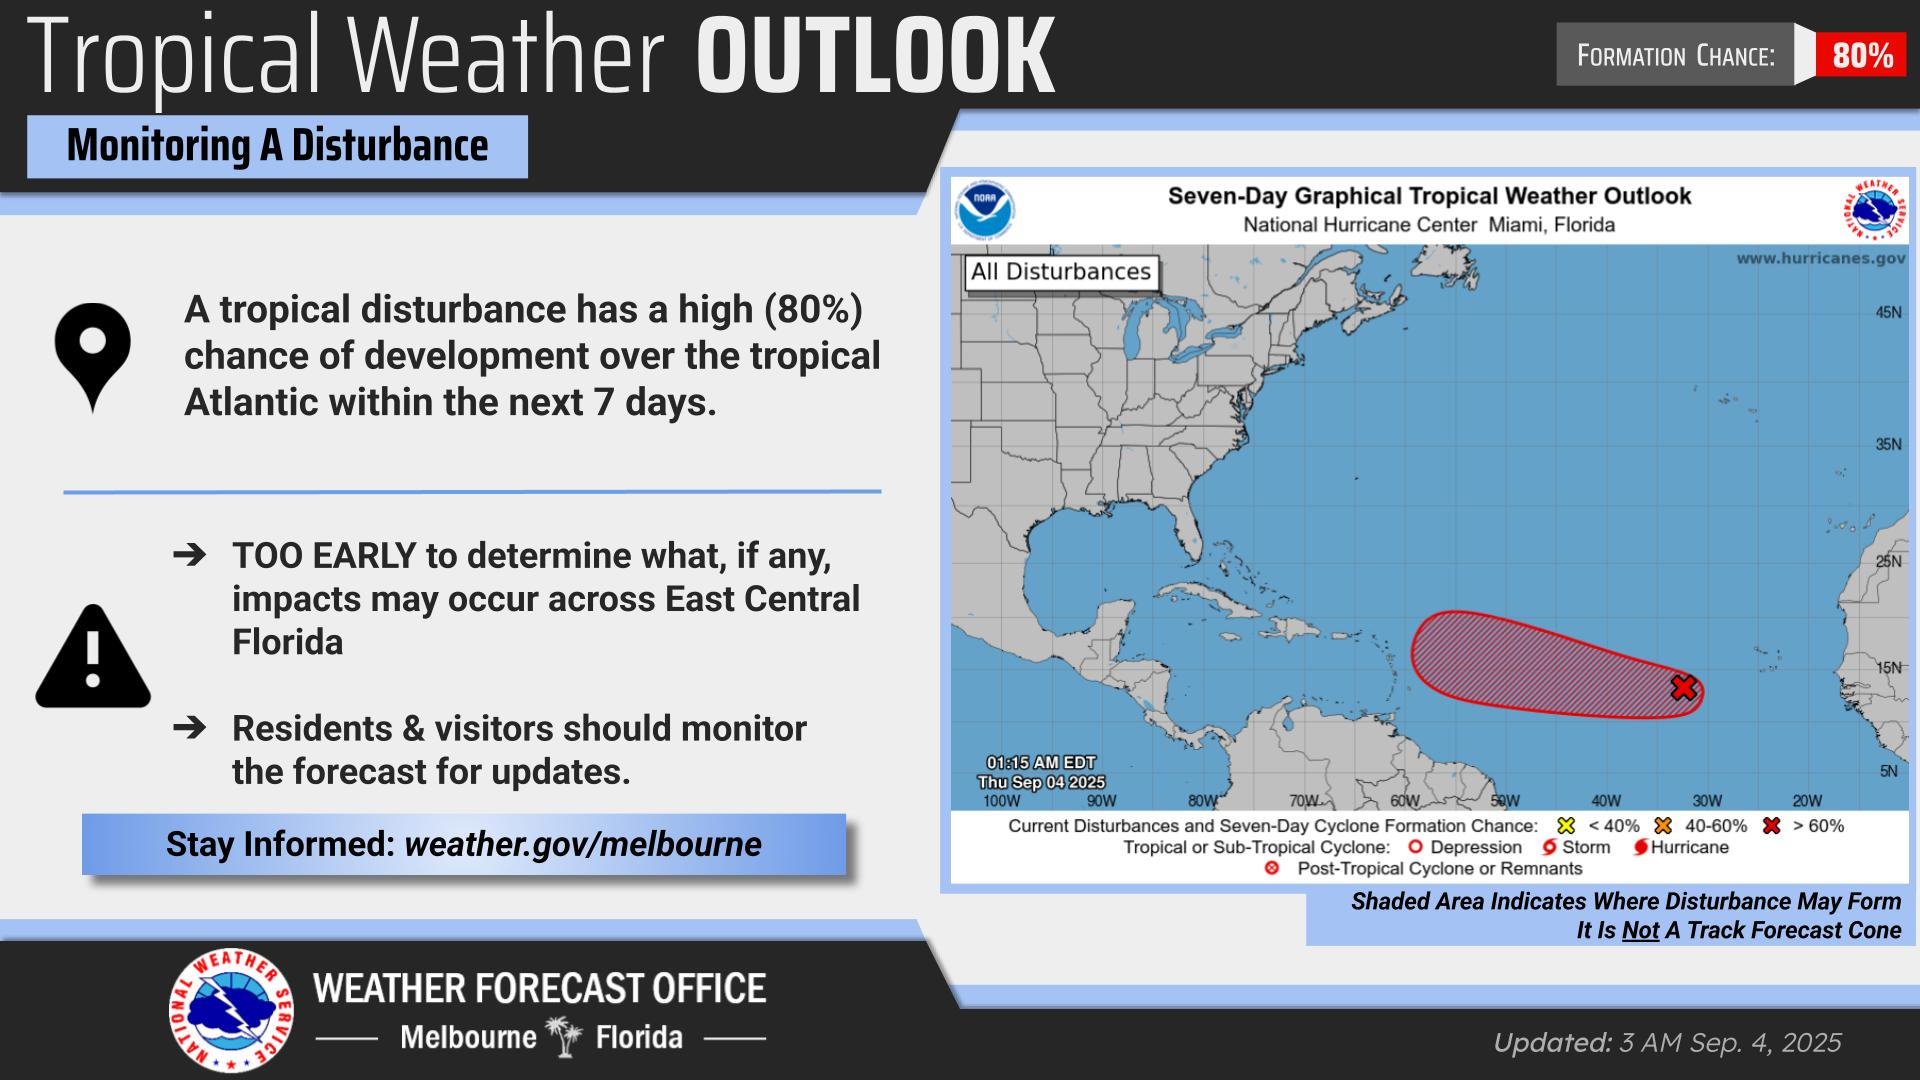 Tropical Weather OUTLOOK
FORMATION CHANCE: 80%
Monitoring A Disturbance
A tropical disturbance has a high (80%)
chance of development over the tropical
Atlantic within the next 7 days.
➔ TOO EARLY to determine what, if any,
impacts may occur across East Central
Florida
➔ Residents & visitors should monitor
the forecast for updates.
Stay Informed: weather.gov/melbourne
NOAA
Seven-Day Graphical Tropical Weather Outlook
National Hurricane Center Miami, Florida
NATIONAL WEATHER SERVICE
All Disturbances
www.hurricanes.gov
45N
35N
25N
15N
5N
01:15 AM EDT
Thu Sep 04 2025
100W 90W 80W 70W 60W 50W 40W 30W 20W
Current Disturbances and Seven-Day Cyclone Formation Chance: < 40% 40-60% > 60%
Tropical or Sub-Tropical Cyclone: Depression Storm Hurricane
Post-Tropical Cyclone or Remnants
Shaded Area Indicates Where Disturbance May Form
It Is Not A Track Forecast Cone
NATIONAL WEATHER SERVICE
WEATHER FORECAST OFFICE
Melbourne Florida
Updated: 3 AM Sep. 4, 2025